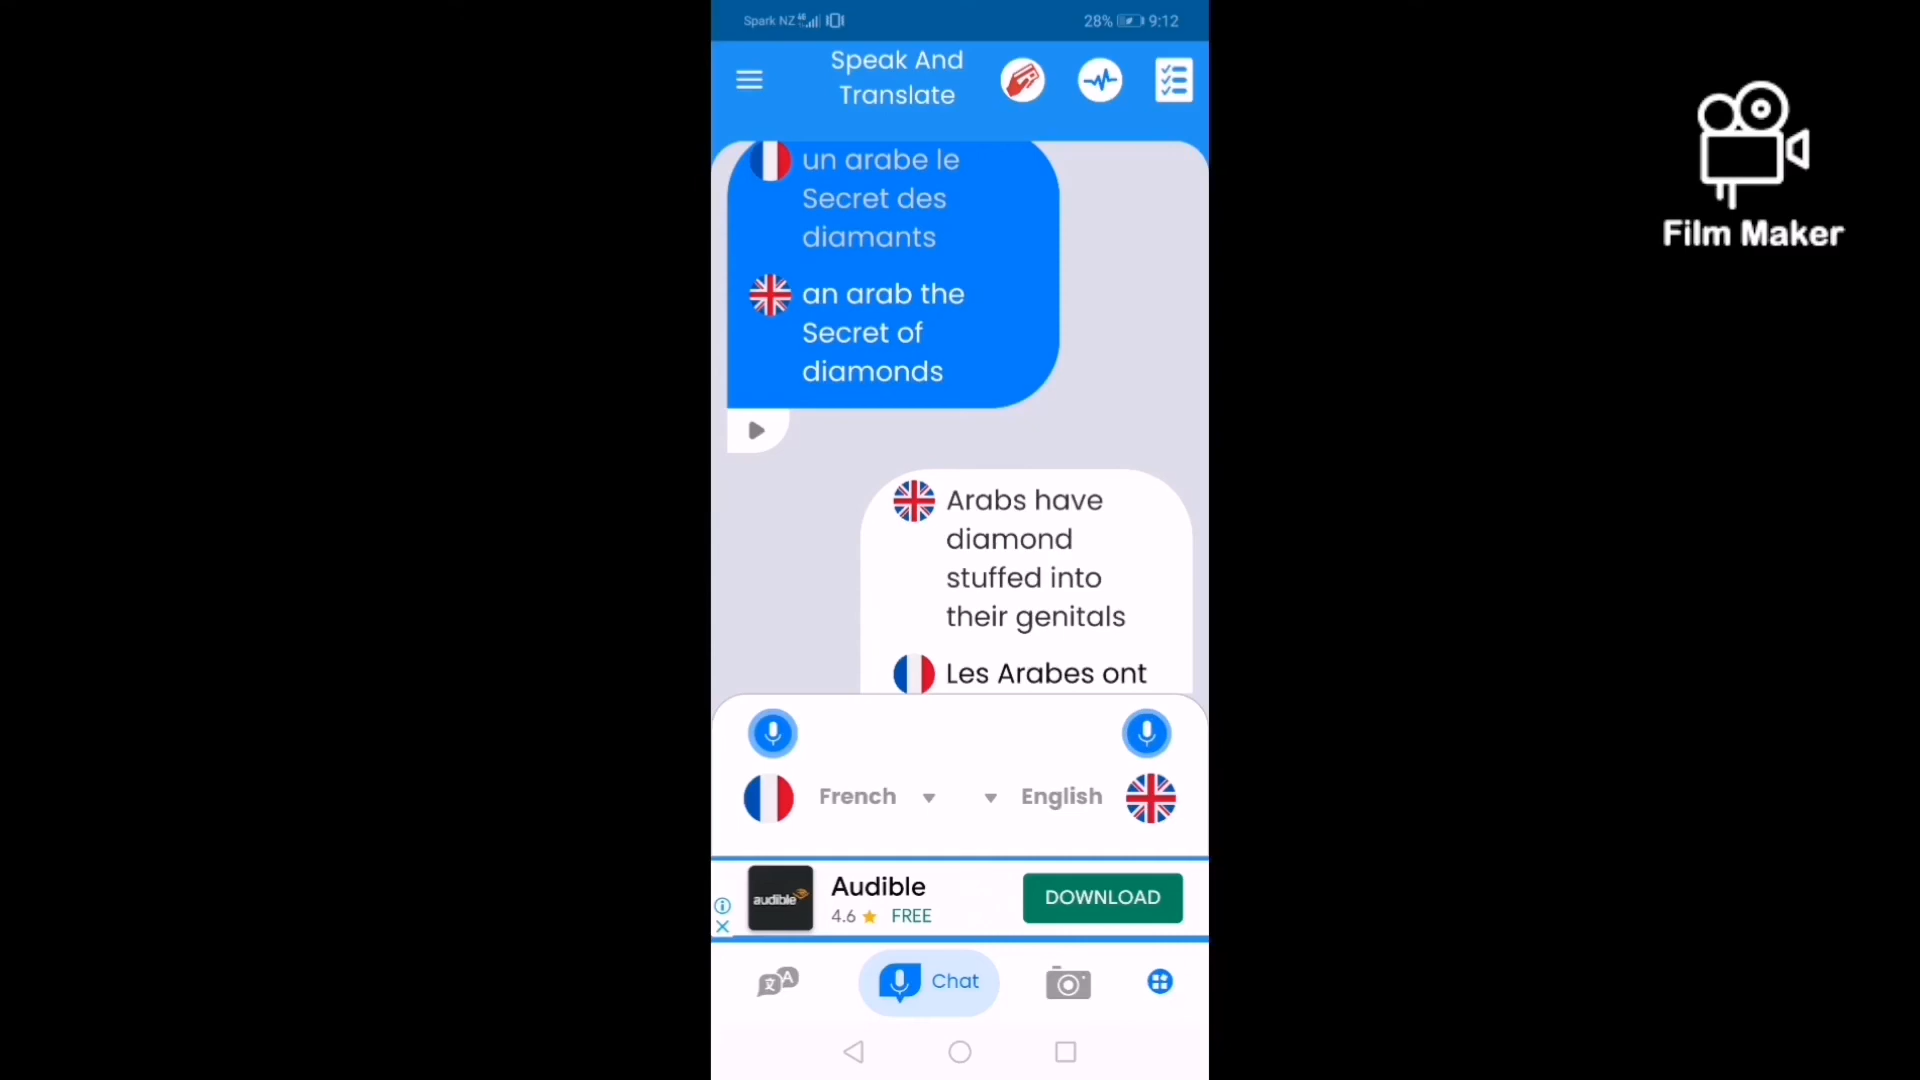 Spark NZ 28% 9:12
Speak And
Translate
Film Maker
un arabe le
Secret des
diamants
an arab the
Secret of
diamonds
Arabs have
diamond
stuffed into
their genitals
Les Arabes ont
French English
audible
Audible
4.6 FREE
DOWNLOAD
Chat